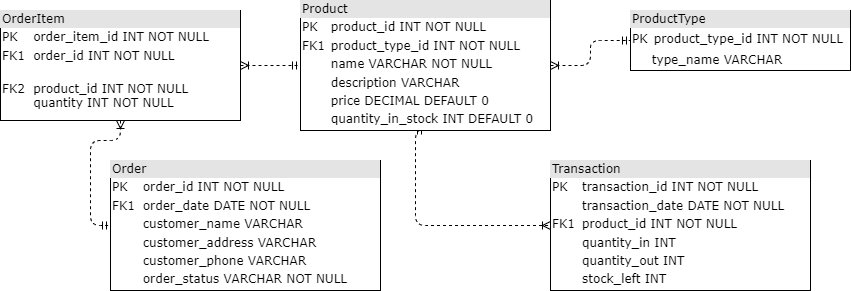 OrderItem
PK order_item_id INT NOT NULL
FK1 order_id INT NOT NULL
FK2 product_id INT NOT NULL
quantity INT NOT NULL
Product
PK product_id INT NOT NULL
FK1 product_type_id INT NOT NULL
name VARCHAR NOT NULL
description VARCHAR
price DECIMAL DEFAULT 0
quantity_in_stock INT DEFAULT 0
ProductType
PK product_type_id INT NOT NULL
type_name VARCHAR
Order
PK order_id INT NOT NULL
FK1 order_date DATE NOT NULL
customer_name VARCHAR
customer_address VARCHAR
customer_phone VARCHAR
order_status VARCHAR NOT NULL
Transaction
PK transaction_id INT NOT NULL
transaction_date DATE NOT NULL
FK1 product_id INT NOT NULL
quantity_in INT
quantity_out INT
stock_left INT